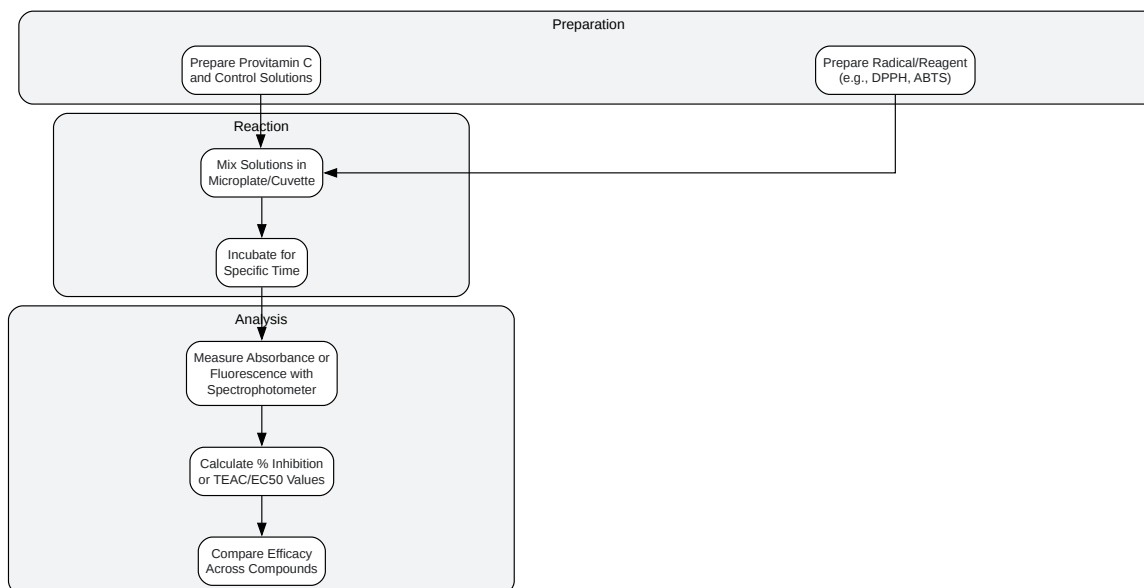 Preparation
Prepare Provitamin C
and Control Solutions
Prepare Radical/Reagent
(e.g., DPPH, ABTS)
Reaction
Mix Solutions in
Microplate/Cuvette
Incubate for
Specific Time
Analysis
Measure Absorbance or
Fluorescence with
Spectrophotometer
Calculate % Inhibition
or TEAC/EC50 Values
Compare Efficacy
Across Compounds